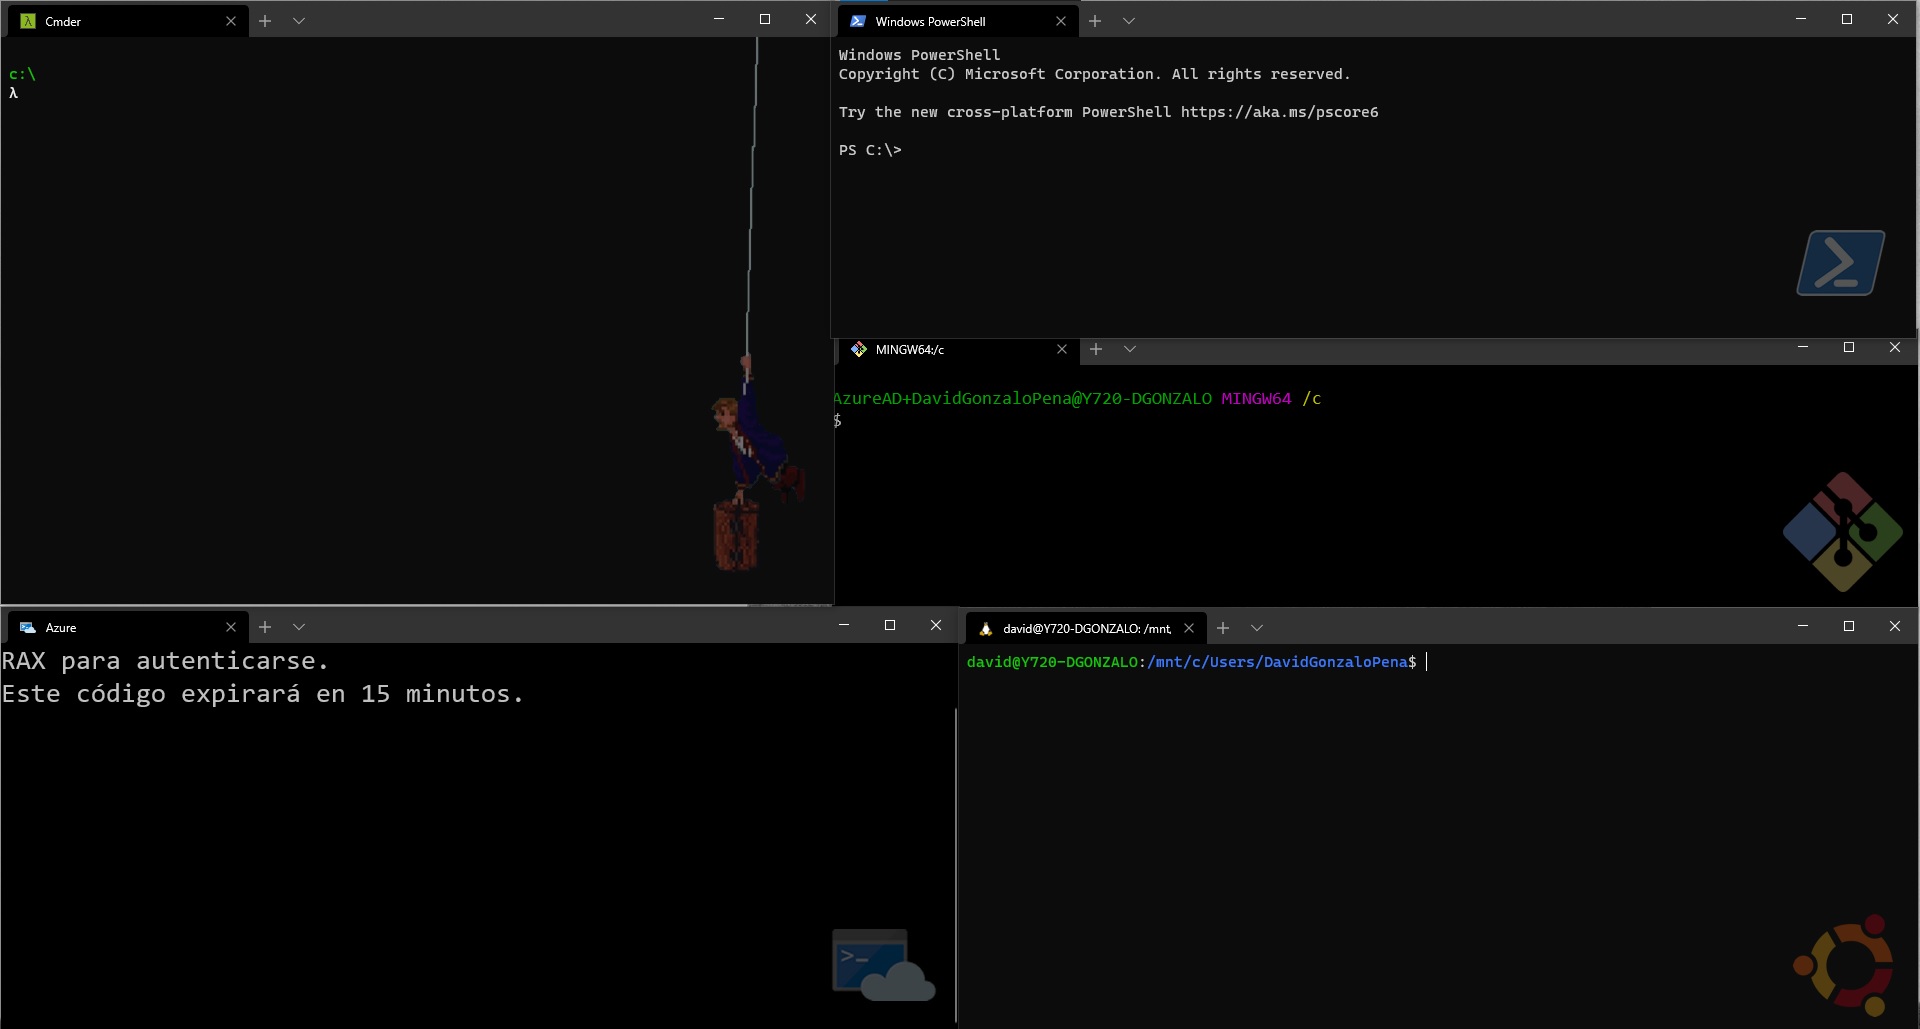 Cmder
c:\
λ
Windows PowerShell
Windows PowerShell
Copyright (C) Microsoft Corporation. All rights reserved.
Try the new cross-platform PowerShell https://aka.ms/pscore6
PS C:\>
MINGW64:/c
AzureAD+DavidGonzaloPena@Y720-DGONZALO MINGW64 /c
$
Azure
RAX para autenticarse.
Este código expirará en 15 minutos.
david@Y720-DGONZALO: /mnt,
david@Y720-DGONZALO:/mnt/c/Users/DavidGonzaloPena$